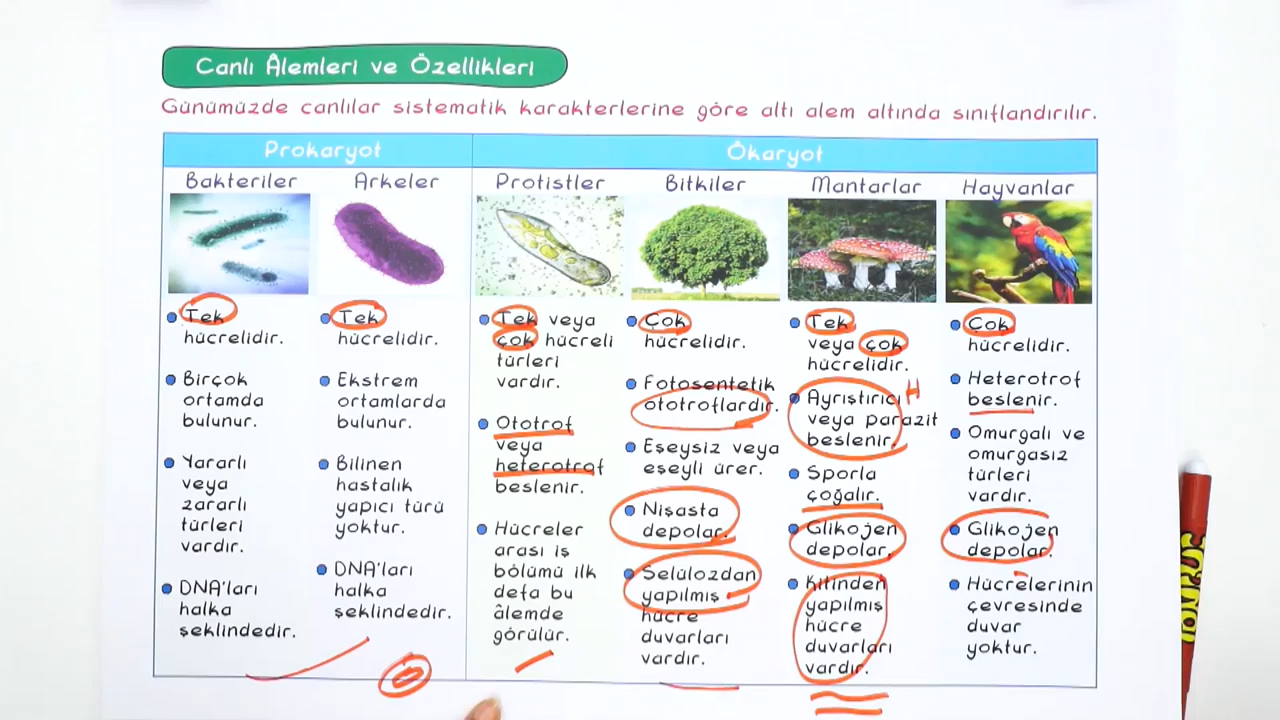 Canlı Âlemleri ve Özellikleri
Günümüzde canlılar sistematik karakterlerine göre altı alem altında sınıflandırılır.
Prokaryot
Ökaryot
Bakteriler
Arkeler
Protistler
Bitkiler
Mantarlar
Hayvanlar
Tek
hücrelidir.
Birçok
ortamda
bulunur.
Yararlı
veya
zararlı
türleri
vardır.
DNA'ları
halka
şeklindedir.
Tek
hücrelidir.
Ekstrem
ortamlarda
bulunur.
Bilinen
hastalık
yapıcı türü
yoktur.
DNA'ları
halka
şeklindedir.
Tek veya
çok hücreli
türleri
vardır.
Ototrof
veya
heterotrof
beslenir.
Hücreler
arası iş
bölümü ilk
defa bu
âlemde
görülür.
Çok
hücrelidir.
Fotosentetik
ototroflardır.
Eşeysiz veya
eşeyli ürer.
Nişasta
depolar.
Selülozdan
yapılmış
hücre
duvarları
vardır.
Tek
veya çok
hücrelidir.
Ayrıştırıcı H
veya parazit
beslenir.
Sporla
çoğalır.
Glikojen
depolar.
Kitinden
yapılmış
hücre
duvarları
vardır.
Çok
hücrelidir.
Heterotrof
beslenir.
Omurgalı ve
omurgasız
türleri
vardır.
Glikojen
depolar.
Hücrelerinin
çevresinde
duvar
yoktur.